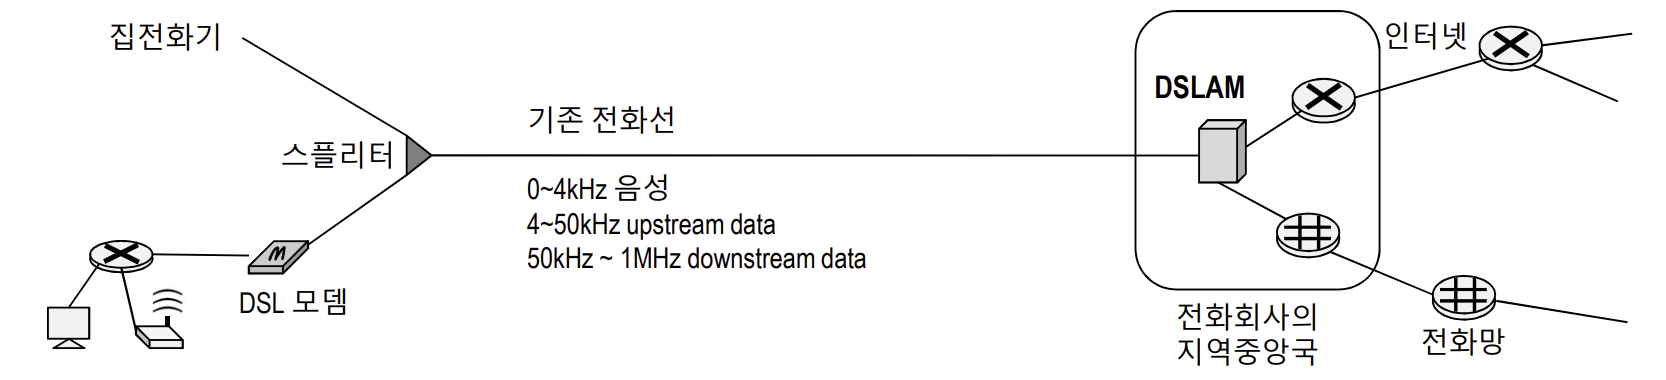 집전화기
스플리터
DSL 모뎀
기존 전화선
0~4kHz 음성
4~50kHz upstream data
50kHz ~ 1MHz downstream data
DSLAM
전화회사의
지역중앙국
인터넷
전화망